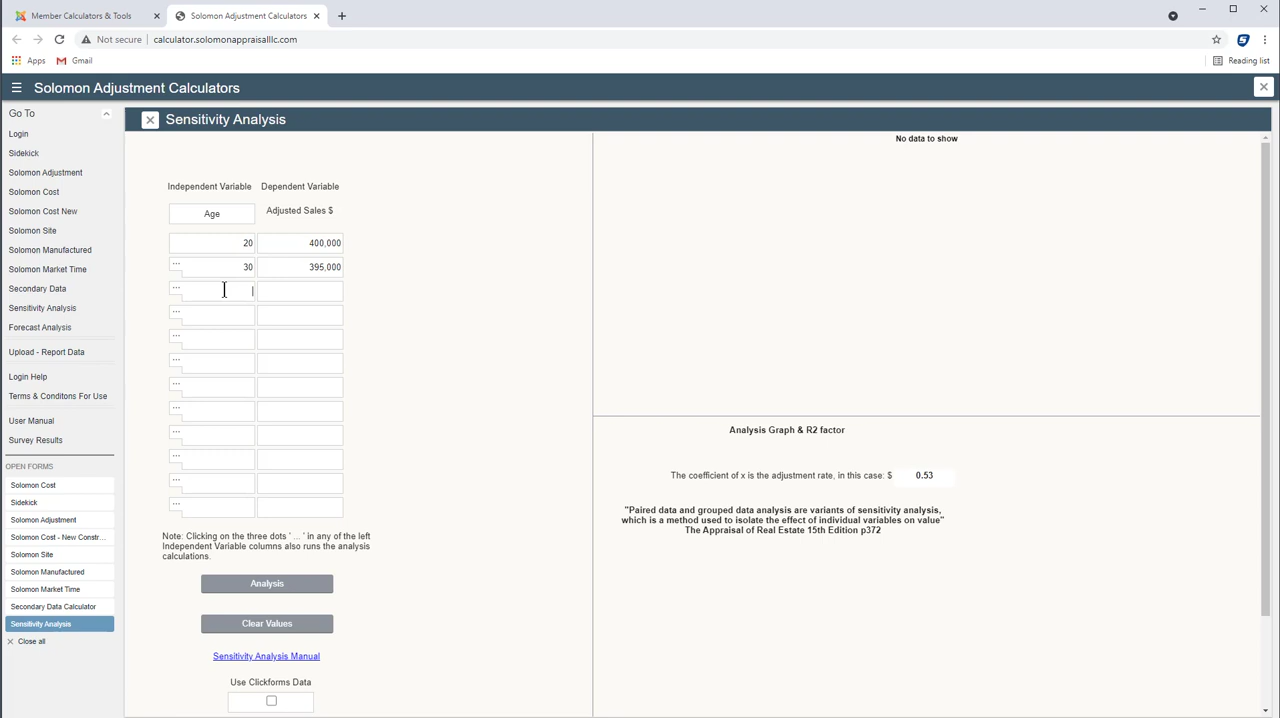 Member Calculators & Tools
Solomon Adjustment Calculators
Not secure
calculator.solomonappraisalllc.com
Apps
Gmail
Reading list
Solomon Adjustment Calculators
Go To
Login
Sidekick
Solomon Adjustment
Solomon Cost
Solomon Cost New
Solomon Site
Solomon Manufactured
Solomon Market Time
Secondary Data
Sensitivity Analysis
Forecast Analysis
Upload - Report Data
Login Help
Terms & Conditons For Use
User Manual
Survey Results
OPEN FORMS
Solomon Cost
Sidekick
Solomon Adjustment
Solomon Cost - New Constr...
Solomon Site
Solomon Manufactured
Solomon Market Time
Secondary Data Calculator
Sensitivity Analysis
Close all
Sensitivity Analysis
Independent Variable Dependent Variable
Age Adjusted Sales $
20 400,000
... 30 395,000
...
...
...
...
...
...
...
...
...
...
Note: Clicking on the three dots ' ... ' in any of the left
Independent Variable columns also runs the analysis
calculations.
Analysis
Clear Values
Sensitivity Analysis Manual
Use Clickforms Data
No data to show
Analysis Graph & R2 factor
The coefficient of x is the adjustment rate, in this case: $ 0.53
"Paired data and grouped data analysis are variants of sensitivity analysis,
which is a method used to isolate the effect of individual variables on value"
The Appraisal of Real Estate 15th Edition p372